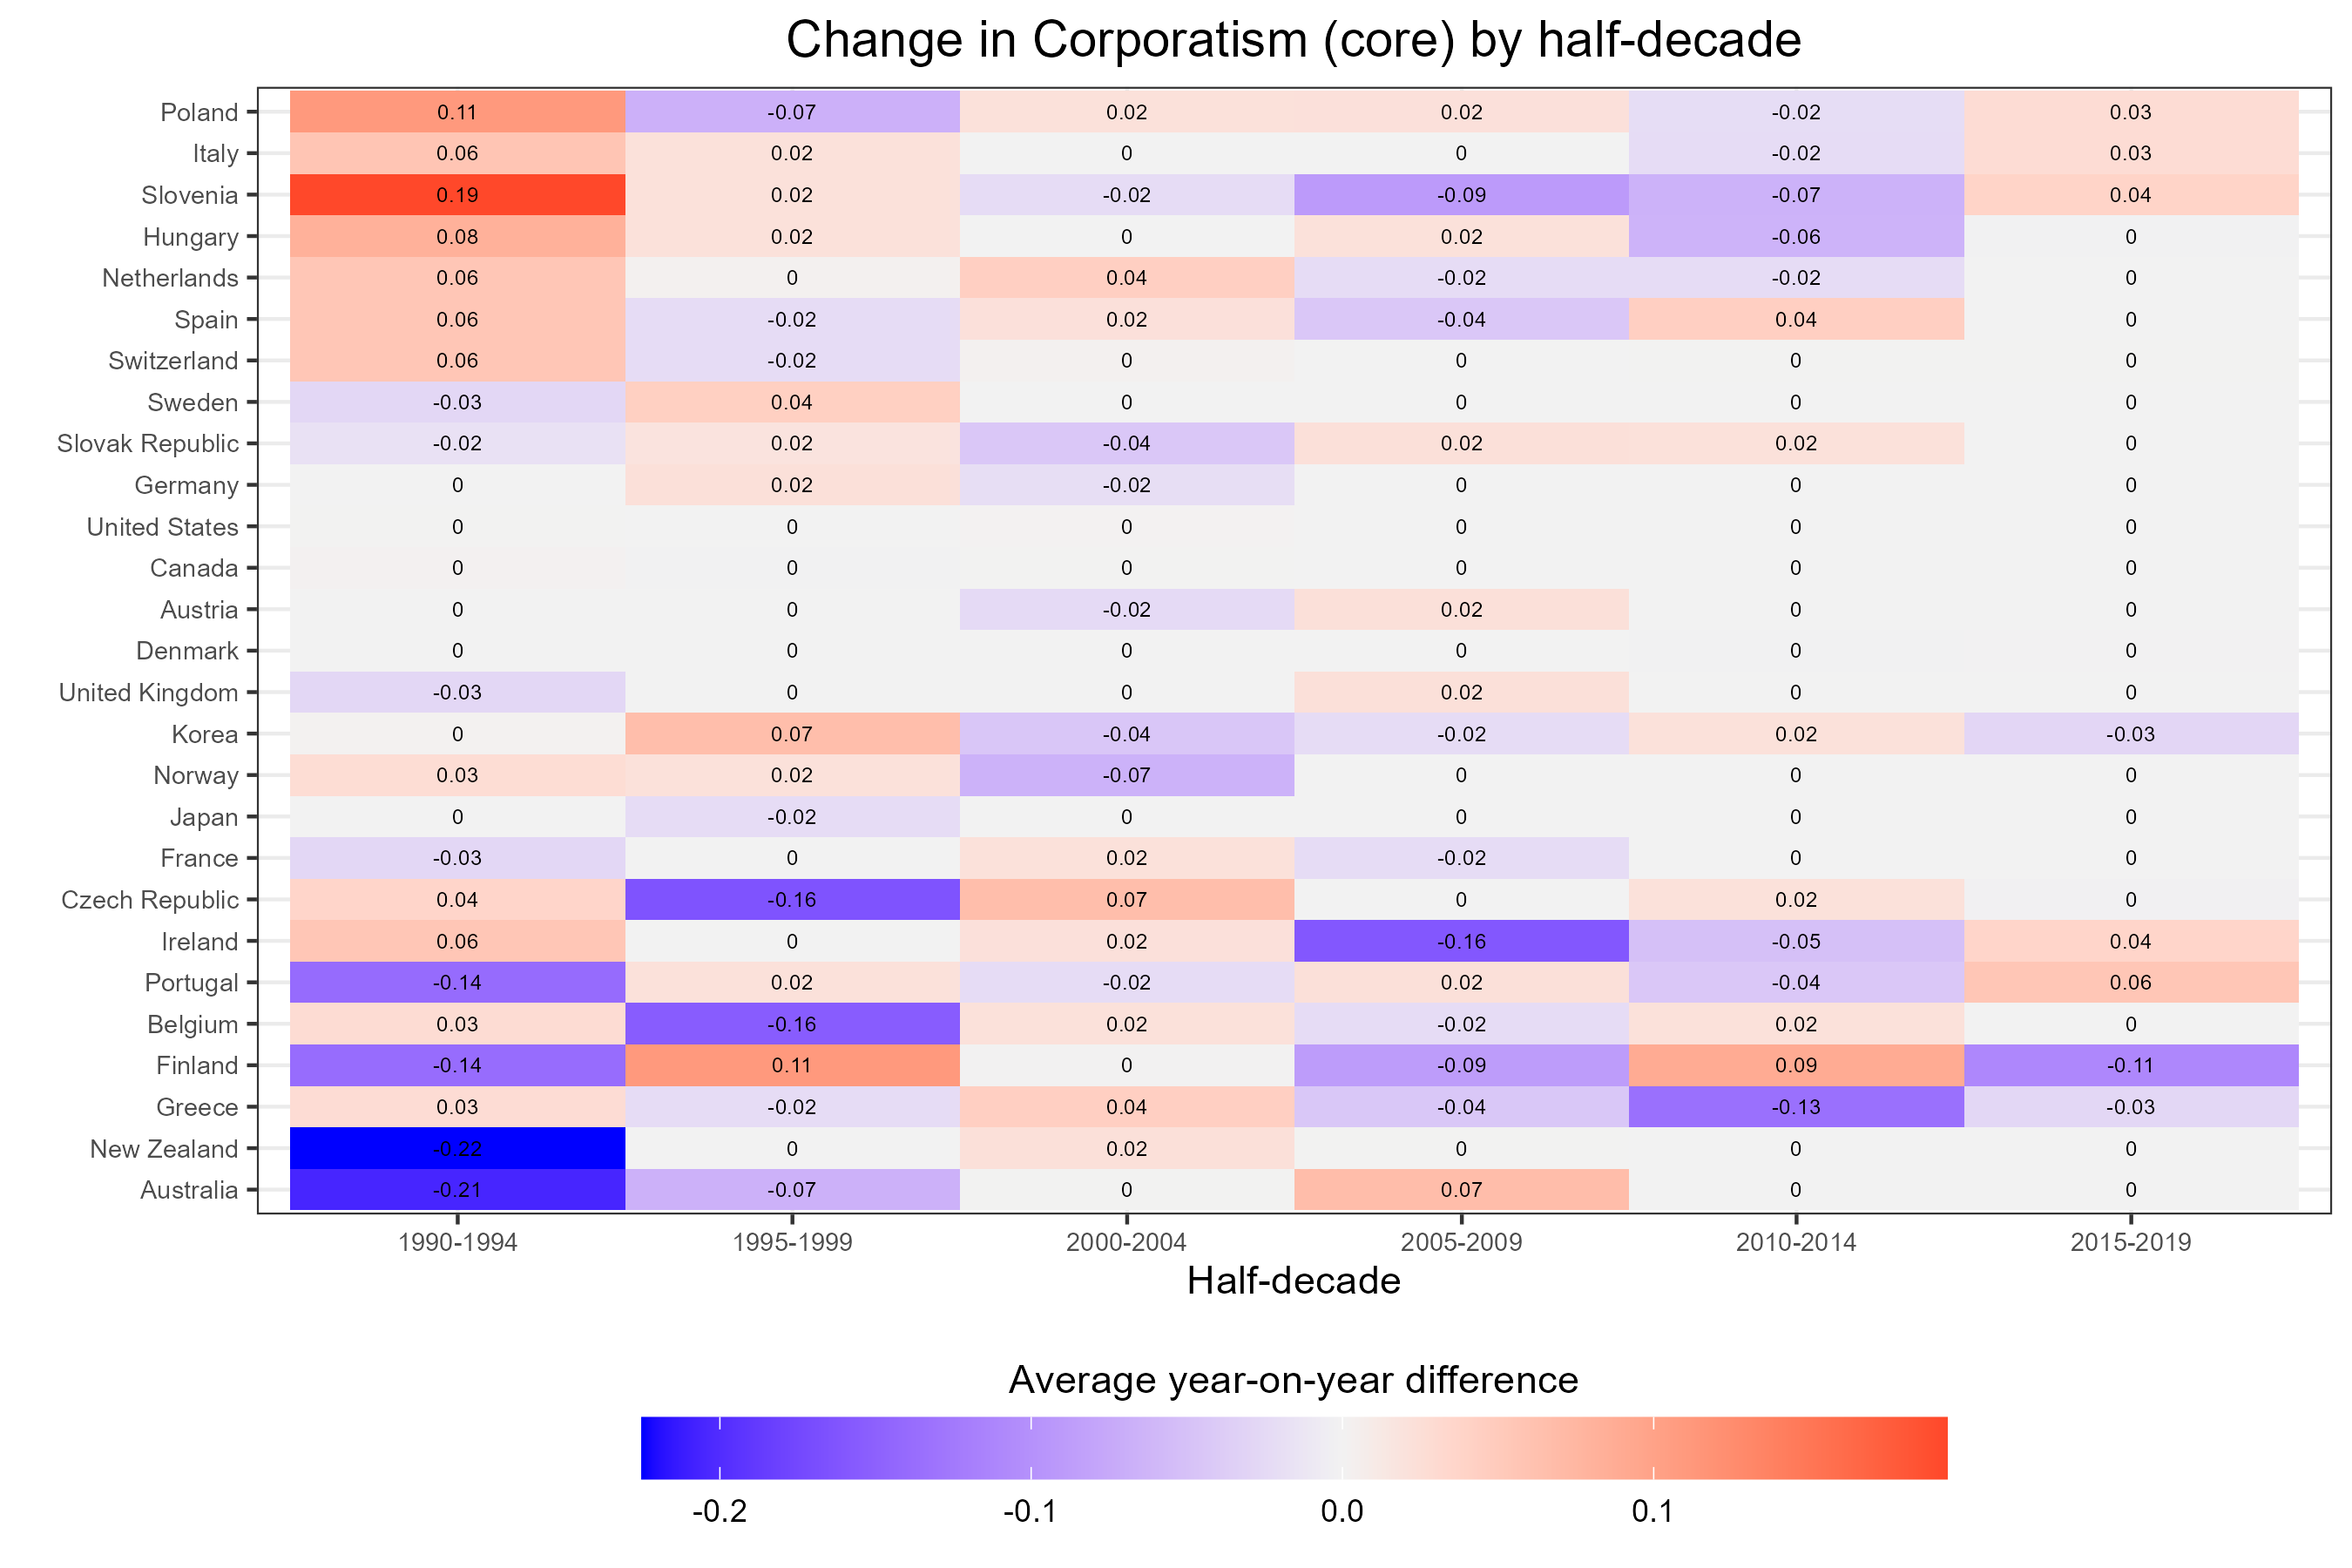 Change in Corporatism (core) by half-decade
Poland 0.11 -0.07 0.02 0.02 -0.02 0.03
Italy 0.06 0.02 0 0 -0.02 0.03
Slovenia 0.19 0.02 -0.02 -0.09 -0.07 0.04
Hungary 0.08 0.02 0 0.02 -0.06 0
Netherlands 0.06 0 0.04 -0.02 -0.02 0
Spain 0.06 -0.02 0.02 -0.04 0.04 0
Switzerland 0.06 -0.02 0 0 0 0
Sweden -0.03 0.04 0 0 0 0
Slovak Republic -0.02 0.02 -0.04 0.02 0.02 0
Germany 0 0.02 -0.02 0 0 0
United States 0 0 0 0 0 0
Canada 0 0 0 0 0 0
Austria 0 0 -0.02 0.02 0 0
Denmark 0 0 0 0 0 0
United Kingdom -0.03 0 0 0.02 0 0
Korea 0 0.07 -0.04 -0.02 0.02 -0.03
Norway 0.03 0.02 -0.07 0 0 0
Japan 0 -0.02 0 0 0 0
France -0.03 0 0.02 -0.02 0 0
Czech Republic 0.04 -0.16 0.07 0 0.02 0
Ireland 0.06 0 0.02 -0.16 -0.05 0.04
Portugal -0.14 0.02 -0.02 0.02 -0.04 0.06
Belgium 0.03 -0.16 0.02 -0.02 0.02 0
Finland -0.14 0.11 0 -0.09 0.09 -0.11
Greece 0.03 -0.02 0.04 -0.04 -0.13 -0.03
New Zealand -0.22 0 0.02 0 0 0
Australia -0.21 -0.07 0 0.07 0 0
1990-1994 1995-1999 2000-2004 2005-2009 2010-2014 2015-2019
Half-decade
Average year-on-year difference
-0.2 -0.1 0.0 0.1